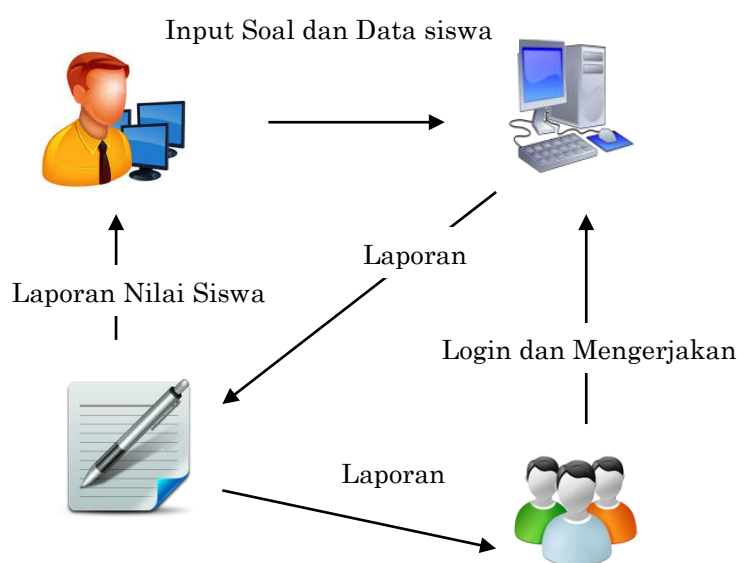 Input Soal dan Data siswa
Laporan
Laporan Nilai Siswa
Login dan Mengerjakan
Laporan